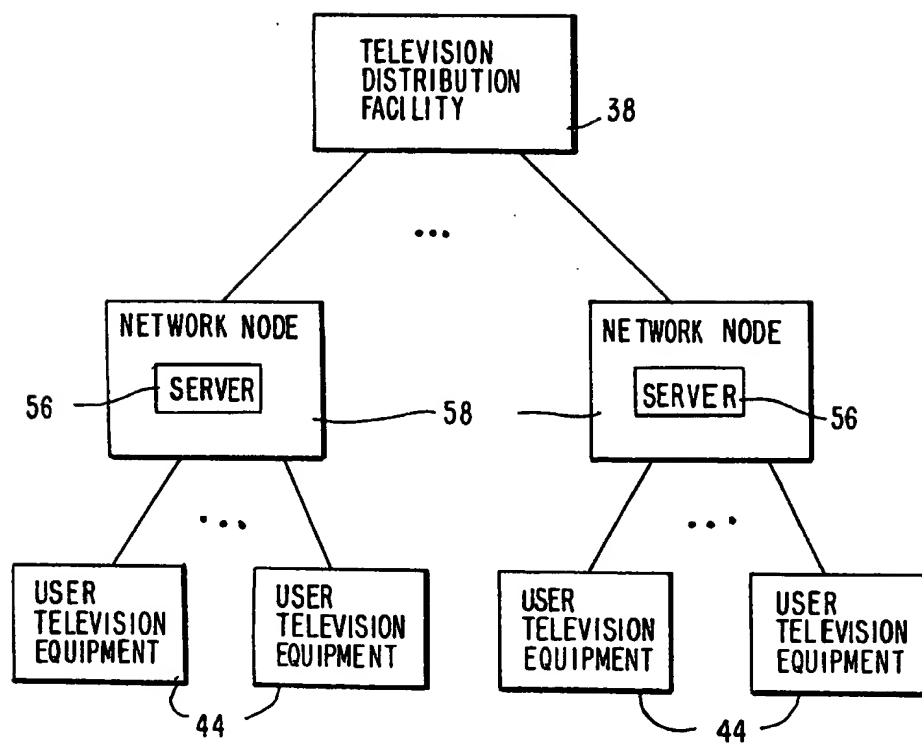 TELEVISION
DISTRIBUTION
FACILITY
38
NETWORK NODE
SERVER
56
58
NETWORK NODE
SERVER
56
USER
TELEVISION
EQUIPMENT
USER
TELEVISION
EQUIPMENT
44
USER
TELEVISION
EQUIPMENT
USER
TELEVISION
EQUIPMENT
44